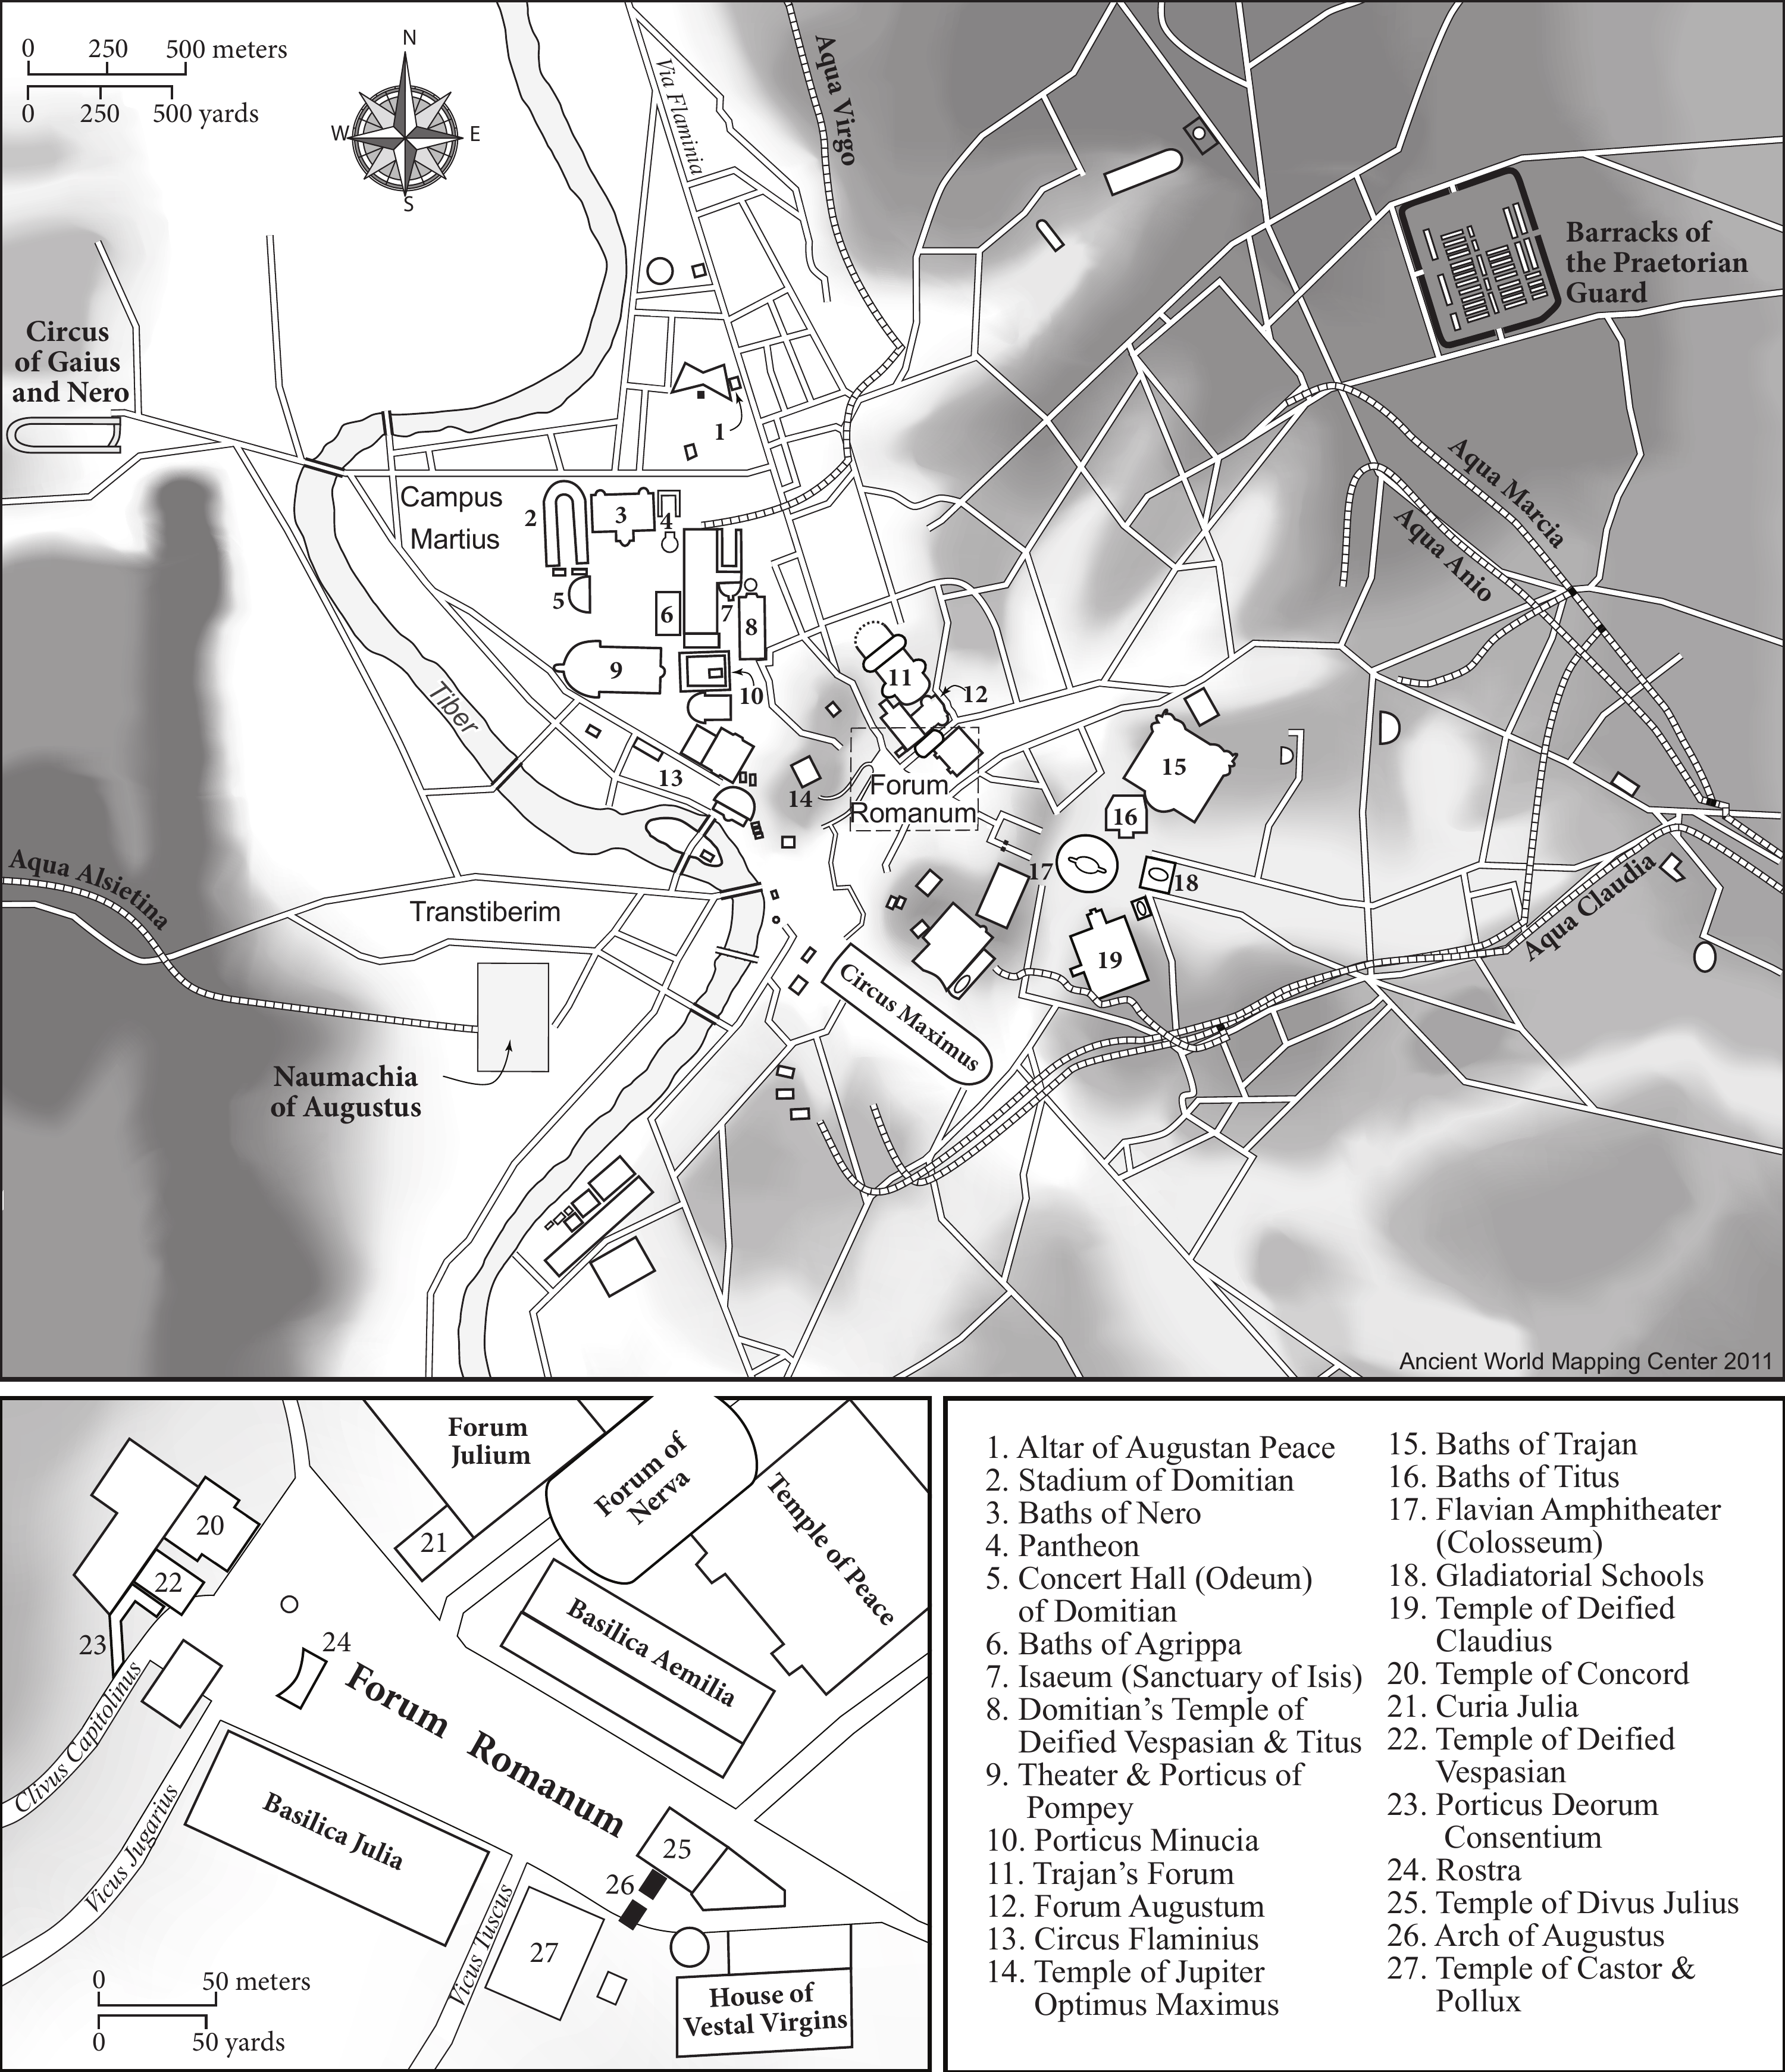 0 250 500 meters
0 250 500 yards
N
W E
S
Via Flaminia
Aqua Virgo
Barracks of
the Praetorian
Guard
Circus
of Gaius
and Nero
1
Campus
Martius
2
3
4
5
6
7
8
9
10
11
12
13
14
15
16
17
18
19
Aqua Marcia
Aqua Anio
Tiber
Forum
Romanum
Aqua Alsietina
Transtiberim
Aqua Claudia
Circus Maximus
Naumachia
of Augustus
Ancient World Mapping Center 2011
Forum
Julium
Forum of
Nerva
Temple of Peace
20
21
22
23
24
Basilica Aemilia
Forum Romanum
Clivus Capitolinus
Vicus Jugarius
Basilica Julia
Vicus Tuscus
25
26
27
House of
Vestal Virgins
0 50 meters
0 50 yards
1. Altar of Augustan Peace
2. Stadium of Domitian
3. Baths of Nero
4. Pantheon
5. Concert Hall (Odeum)
of Domitian
6. Baths of Agrippa
7. Isaeum (Sanctuary of Isis)
8. Domitian's Temple of
Deified Vespasian & Titus
9. Theater & Porticus of
Pompey
10. Porticus Minucia
11. Trajan's Forum
12. Forum Augustum
13. Circus Flaminius
14. Temple of Jupiter
Optimus Maximus
15. Baths of Trajan
16. Baths of Titus
17. Flavian Amphitheater
(Colosseum)
18. Gladiatorial Schools
19. Temple of Deified
Claudius
20. Temple of Concord
21. Curia Julia
22. Temple of Deified
Vespasian
23. Porticus Deorum
Consentium
24. Rostra
25. Temple of Divus Julius
26. Arch of Augustus
27. Temple of Castor &
Pollux